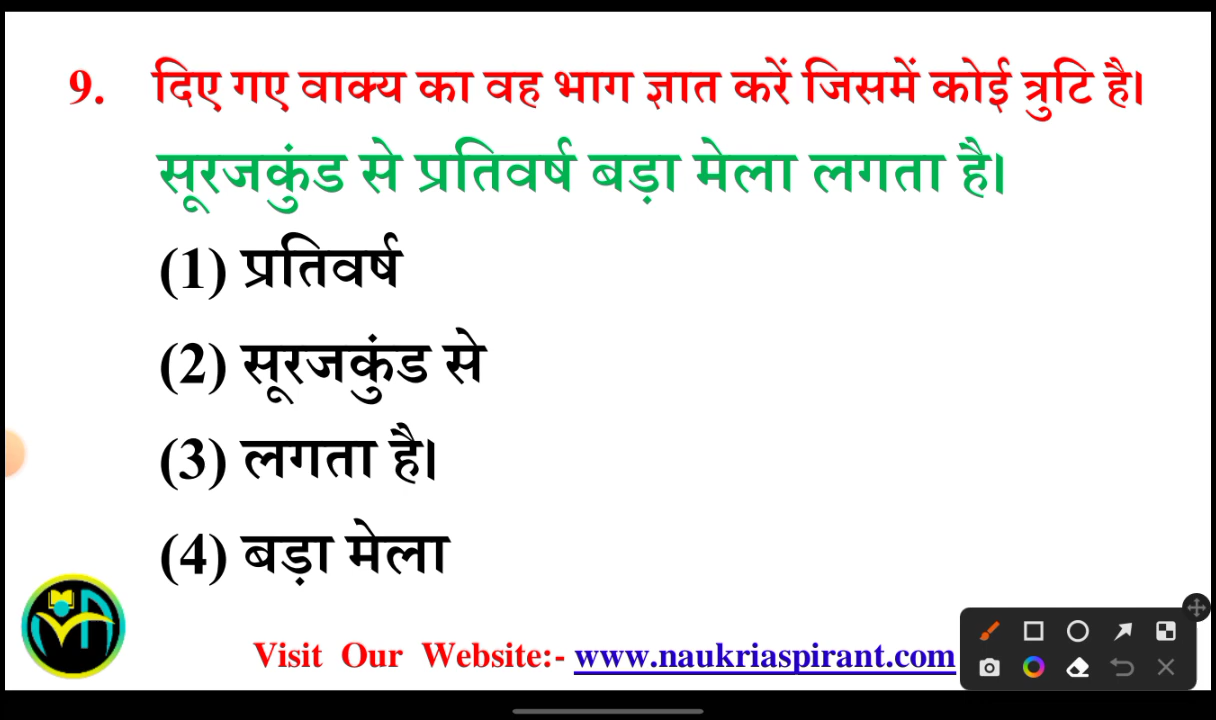 9. दिए गए वाक्य का वह भाग ज्ञात करें जिसमें कोई त्रुटि है।
सूरजकुंड से प्रतिवर्ष बड़ा मेला लगता है।
(1) प्रतिवर्ष
(2) सूरजकुंड से
(3) लगता है।
(4) बड़ा मेला
Visit Our Website:- www.naukriaspirant.com